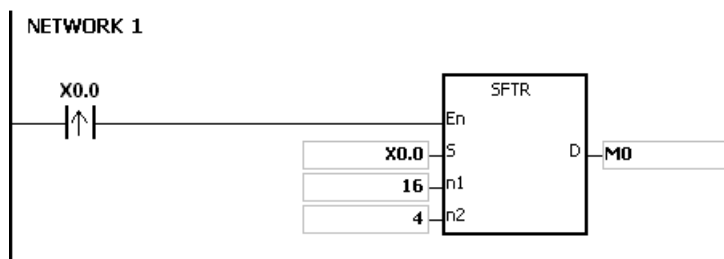 NETWORK 1
X0.0
SFTR
En
X0.0 S D M0
16 n1
4 n2